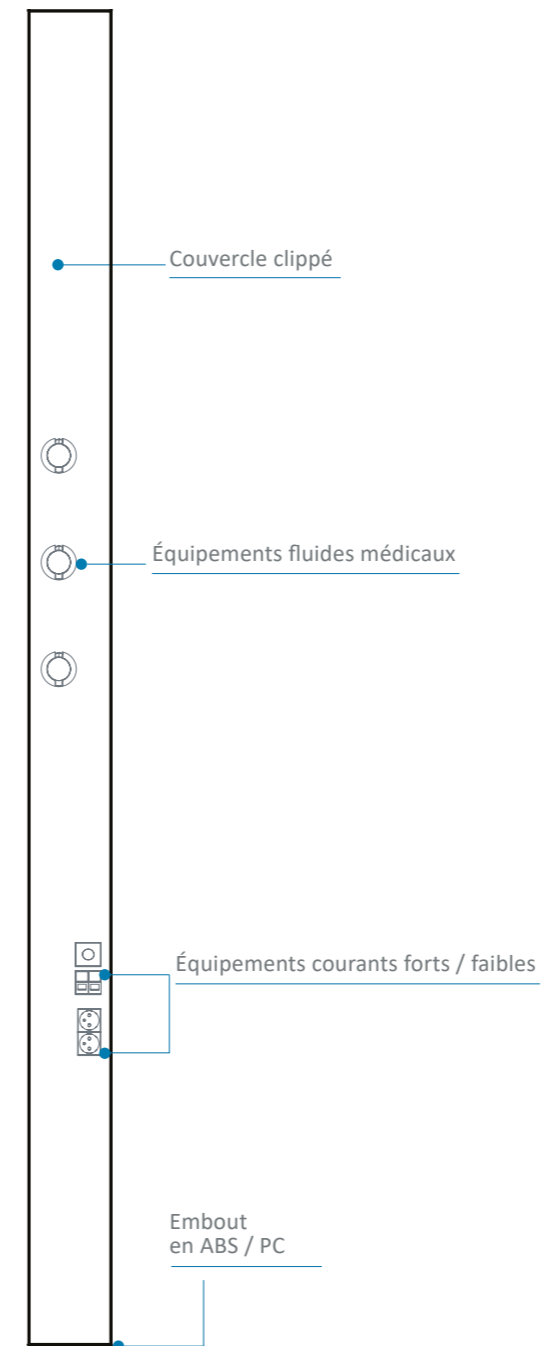 Couvercle clippé
Équipements fluides médicaux
Équipements courants forts / faibles
Embout
en ABS / PC